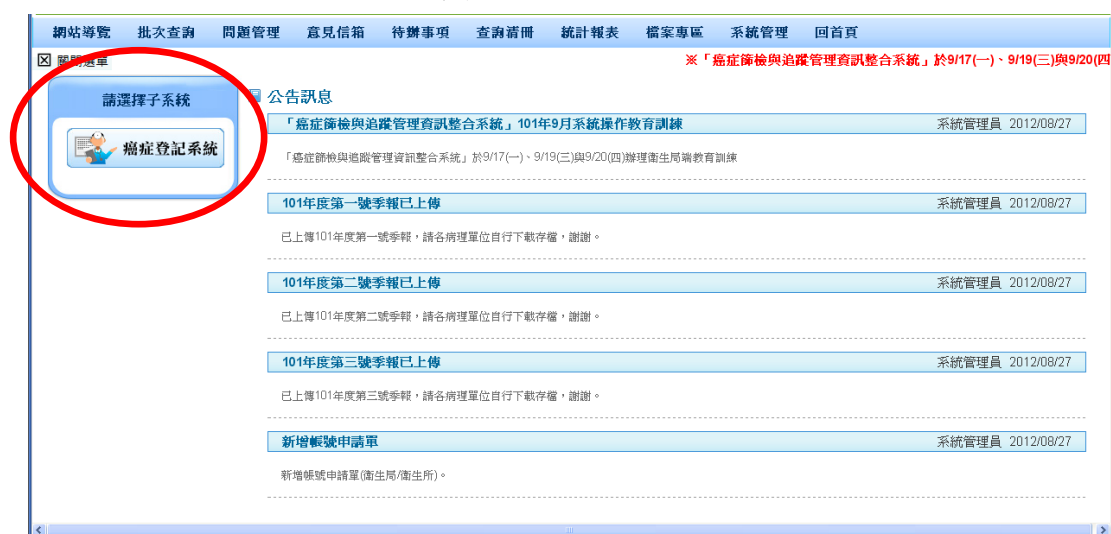 網站導覽 批次查詢 問題管理 意見信箱 待辦事項 查詢清冊 統計報表 檔案專區 系統管理 回首頁
關閉選單
※「癌症篩檢與追蹤管理資訊整合系統」於9/17(一)、9/19(三)與9/20(四
請選擇子系統
癌症登記系統
公告訊息
「癌症篩檢與追蹤管理資訊整合系統」101年9月系統操作教育訓練 系統管理員 2012/08/27
「癌症篩檢與追蹤管理資訊整合系統」於9/17(一)、9/19(三)與9/20(四)辦理衛生局端教育訓練
101年度第一號季報已上傳 系統管理員 2012/08/27
已上傳101年度第一號季報，請各病理單位自行下載存檔，謝謝。
101年度第二號季報已上傳 系統管理員 2012/08/27
已上傳101年度第二號季報，請各病理單位自行下載存檔，謝謝。
101年度第三號季報已上傳 系統管理員 2012/08/27
已上傳101年度第三號季報，請各病理單位自行下載存檔，謝謝。
新增帳號申請單 系統管理員 2012/08/27
新增帳號申請單(衛生局/衛生所)。